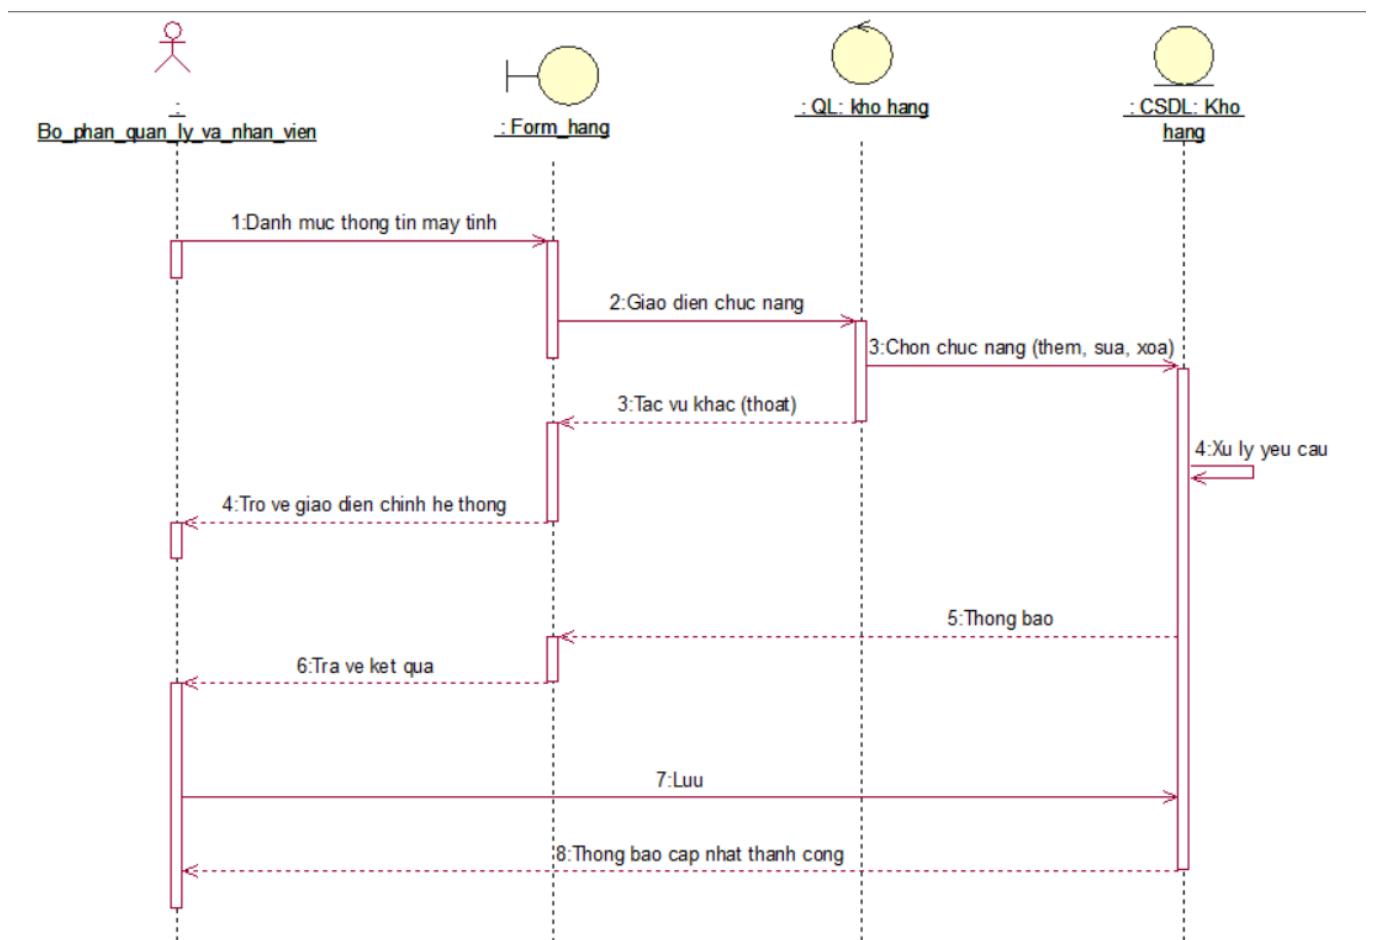 :
Bo_phan_quan_ly_va_nhan_vien
: Form_hang
: QL: kho hang
: CSDL: Kho
hang
1:Danh muc thong tin may tinh
2:Giao dien chuc nang
3:Chon chuc nang (them, sua, xoa)
3:Tac vu khac (thoat)
4:Xu ly yeu cau
4:Tro ve giao dien chinh he thong
5:Thong bao
6:Tra ve ket qua
7:Luu
8:Thong bao cap nhat thanh cong